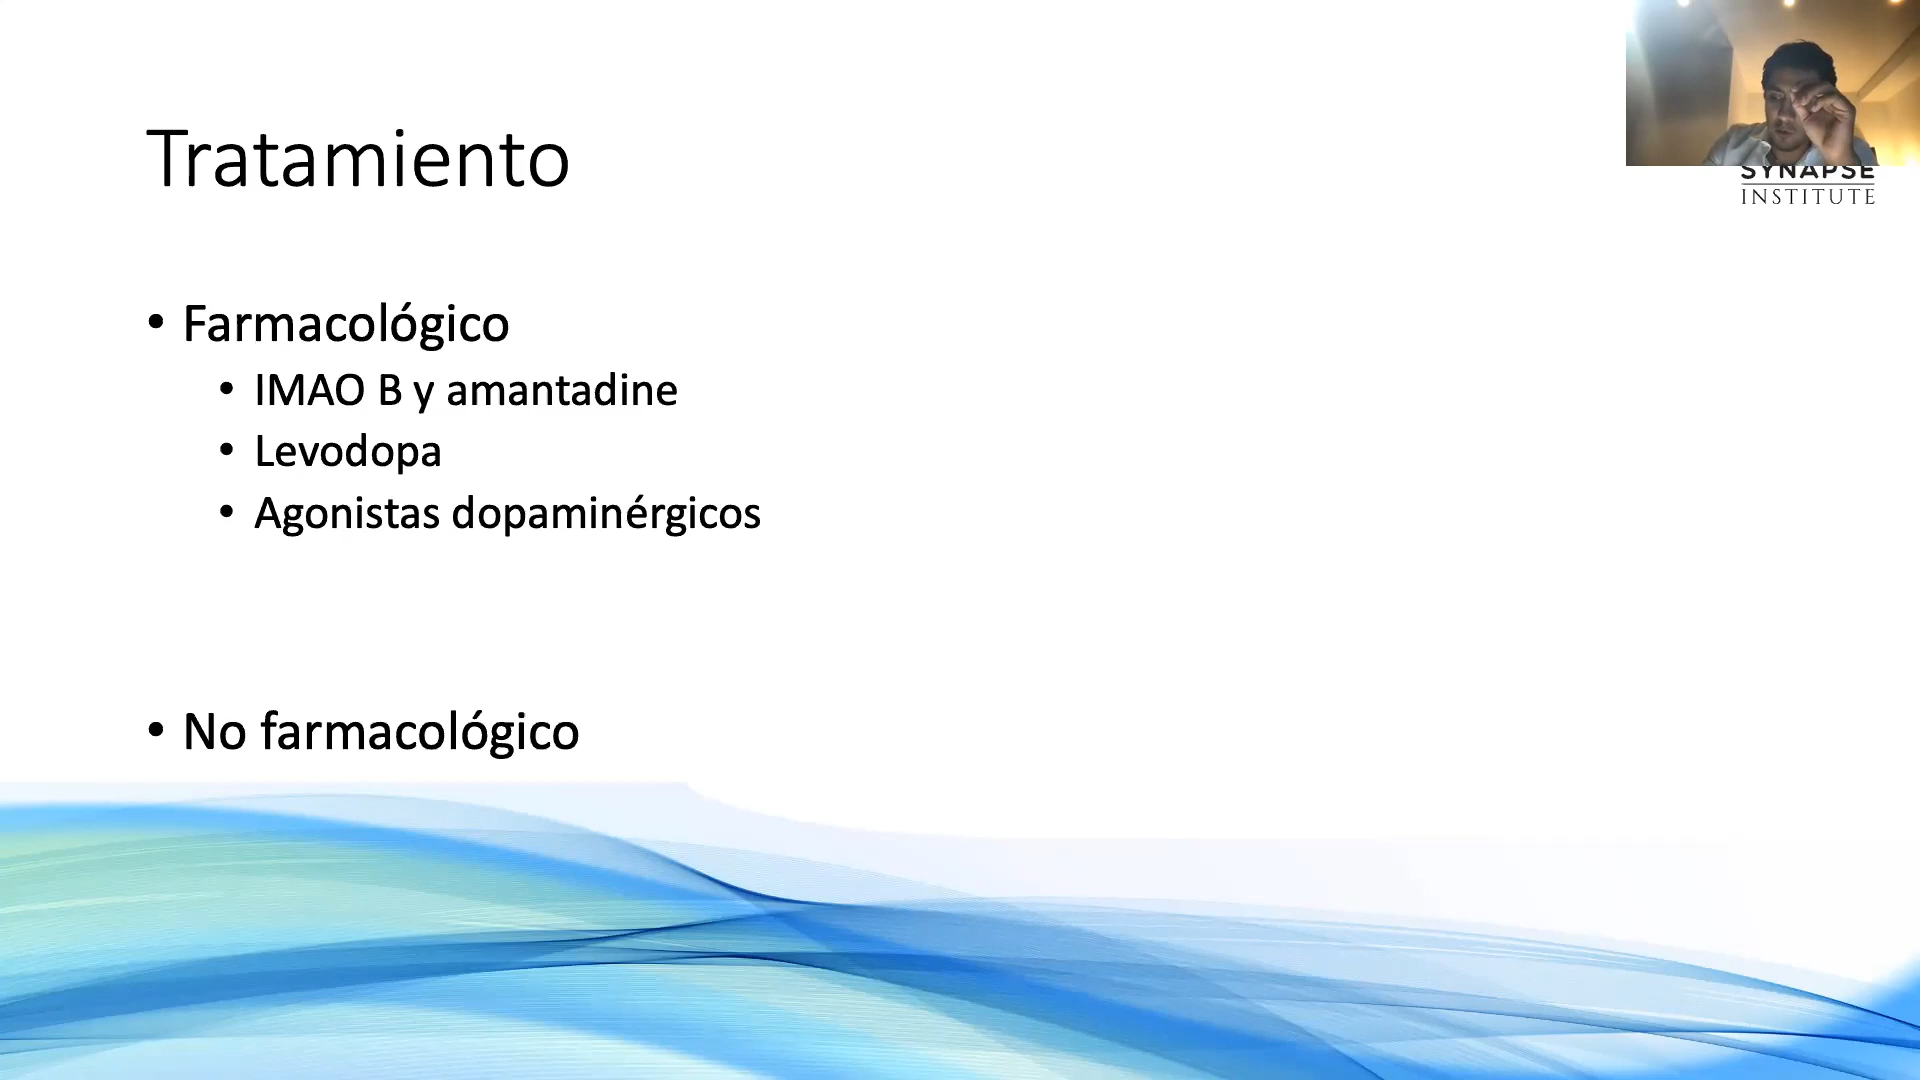 Tratamiento
SYNAPSE
INSTITUTE
• Farmacológico
• IMAO B y amantadine
• Levodopa
• Agonistas dopaminérgicos
• No farmacológico